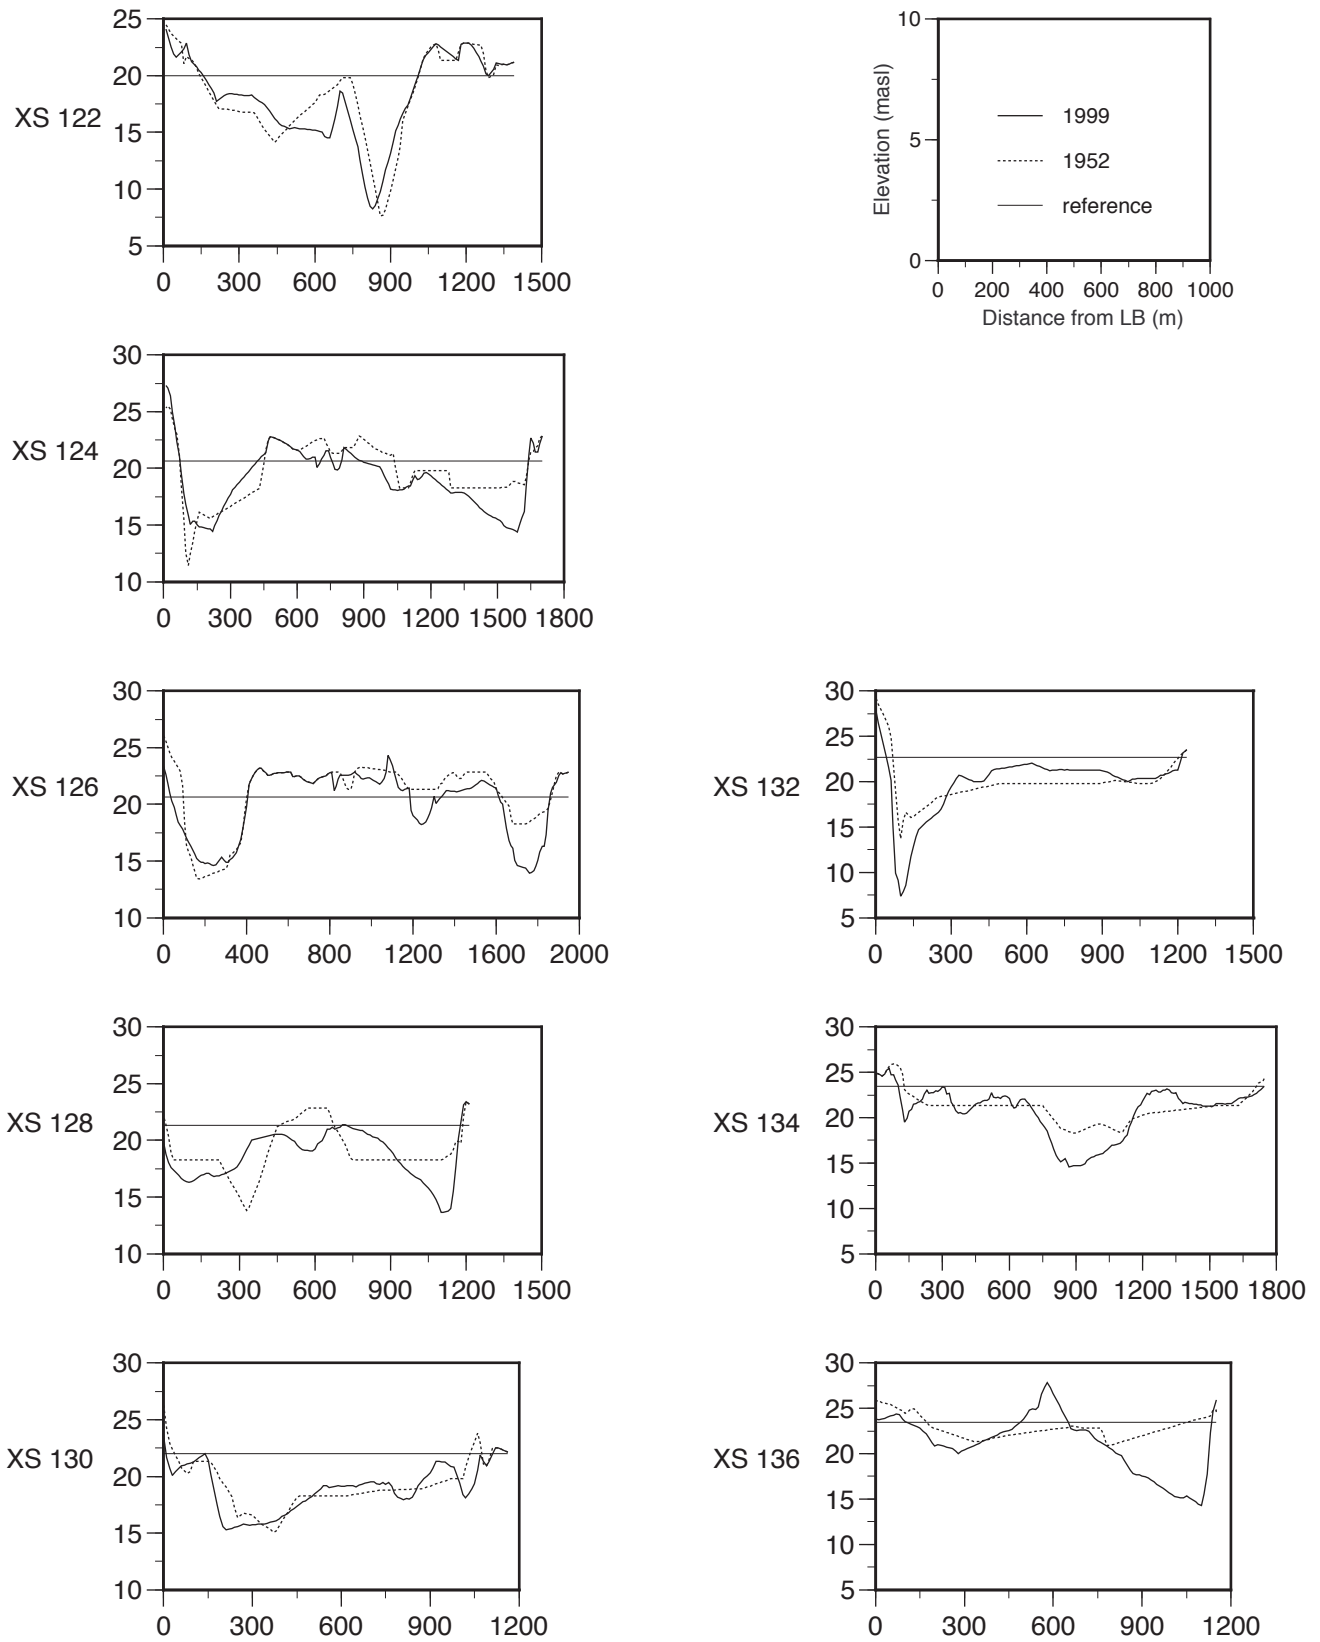 25
20
XS 122
15
10
5
0 300 600 900 1200 1500
10
Elevation (masl)
5
0
1999
1952
reference
0 200 400 600 800 1000
Distance from LB (m)
30
25
XS 124
20
15
10
0 300 600 900 1200 1500 1800
30
25
XS 126
20
15
10
0 400 800 1200 1600 2000
30
25
XS 132
20
15
10
5
0 300 600 900 1200 1500
30
25
XS 128
20
15
10
0 300 600 900 1200 1500
30
25
XS 134
20
15
10
5
0 300 600 900 1200 1500 1800
30
25
XS 130
20
15
10
0 300 600 900 1200
30
25
XS 136
20
15
10
5
0 300 600 900 1200